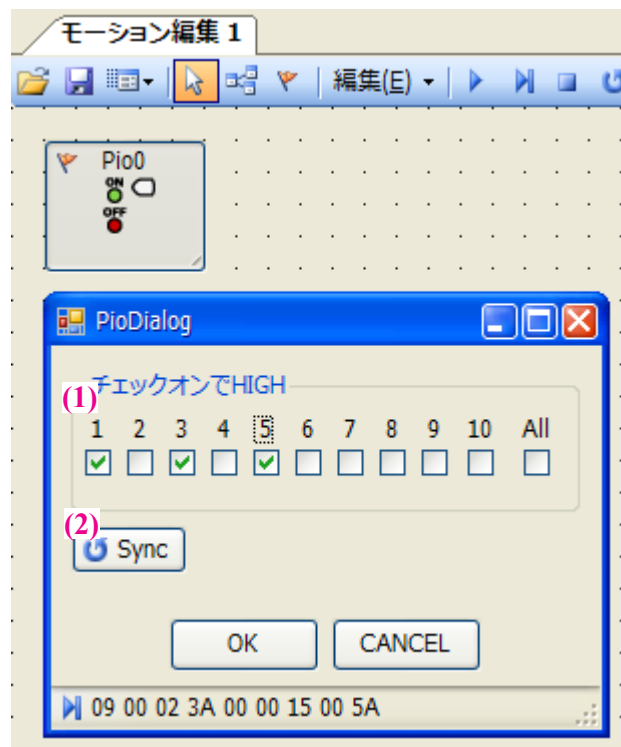 モーション編集 1
編集(E)
Pio0
ON
OFF
PioDialog
(1)
チェックオンでHIGH
1 2 3 4 5 6 7 8 9 10 All
(2)
Sync
OK CANCEL
09 00 02 3A 00 00 15 00 5A